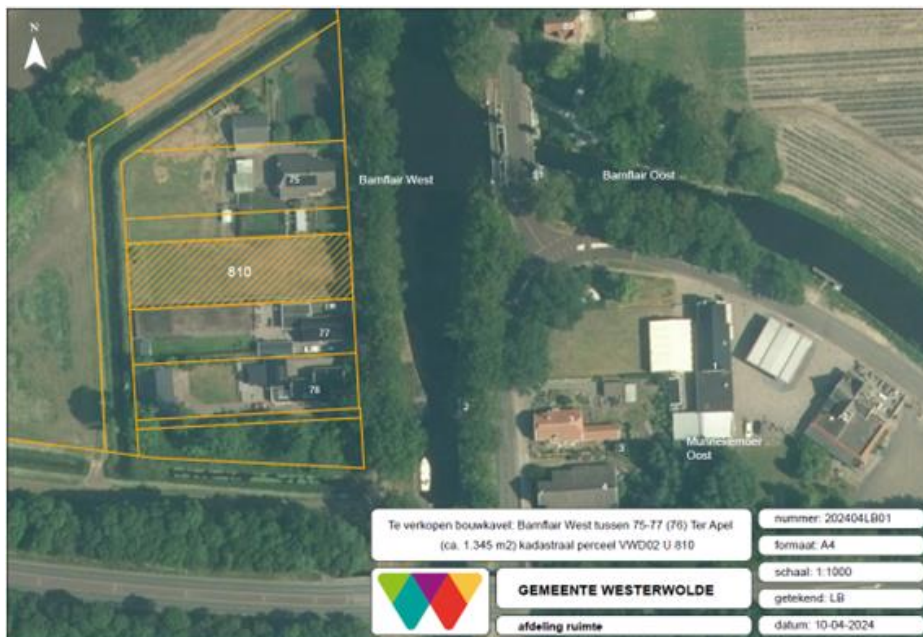 N
75
Barnflair West
Barnflair Oost
810
77
78
2
1
3
4
Munnekemoer
Oost
Te verkopen bouwkavel: Barnflair West tussen 75-77 (76) Ter Apel
(ca. 1.345 m2) kadastraal perceel VWD02 U 810
GEMEENTE WESTERWOLDE
afdeling ruimte
nummer: 202404LB01
formaat: A4
schaal: 1:1000
getekend: LB
datum: 10-04-2024